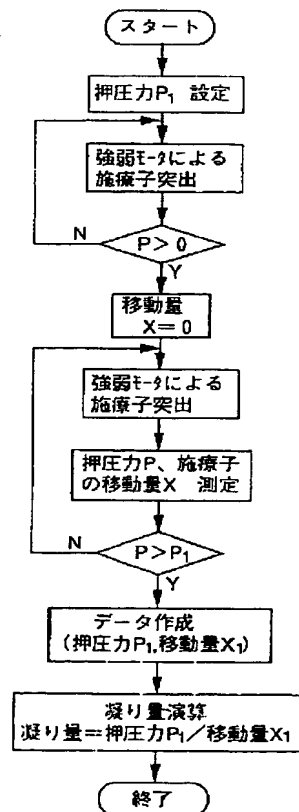 スタート
押圧力P₁ 設定
強弱モータによる
施療子突出
P>0
N
Y
移動量
X=0
強弱モータによる
施療子突出
押圧力P、施療子
の移動量X 測定
N
P>P₁
Y
データ作成
(押圧力P₁,移動量X₁)
凝り量演算
凝り量=押圧力P₁/移動量X₁
終了